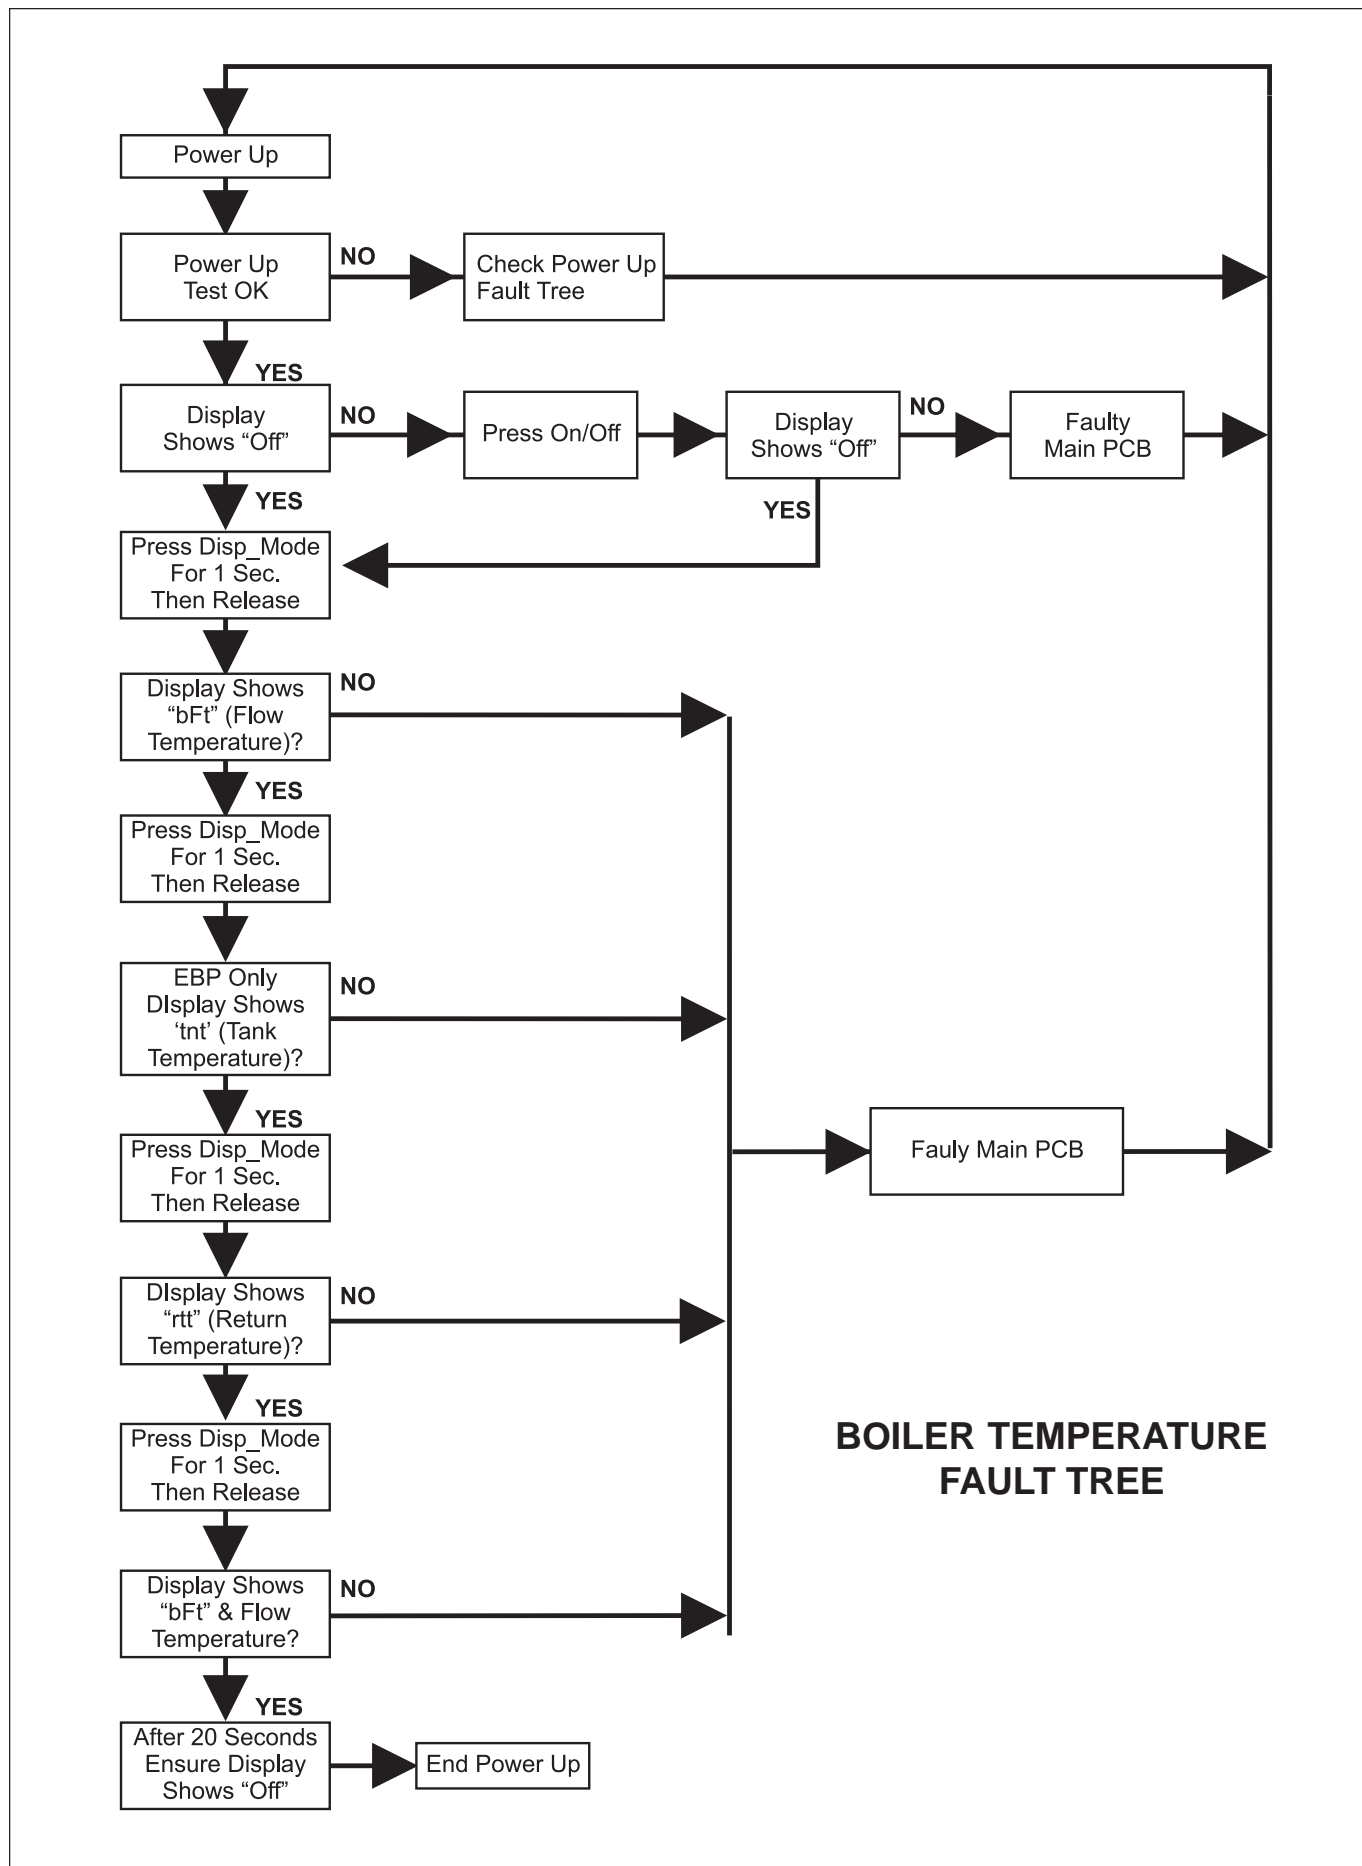 Power Up
Power Up
Test OK
NO
Check Power Up
Fault Tree
YES
Display
Shows “Off”
NO
Press On/Off
Display
Shows “Off”
NO
Faulty
Main PCB
YES
YES
Press Disp_Mode
For 1 Sec.
Then Release
Display Shows
“bFt” (Flow
Temperature)?
NO
YES
Press Disp_Mode
For 1 Sec.
Then Release
EBP Only
DIsplay Shows
‘tnt’ (Tank
Temperature)?
NO
YES
Press Disp_Mode
For 1 Sec.
Then Release
Fauly Main PCB
DIsplay Shows
“rtt” (Return
Temperature)?
NO
YES
Press Disp_Mode
For 1 Sec.
Then Release
BOILER TEMPERATURE
FAULT TREE
Display Shows
“bFt” & Flow
Temperature?
NO
YES
After 20 Seconds
Ensure Display
Shows “Off”
End Power Up